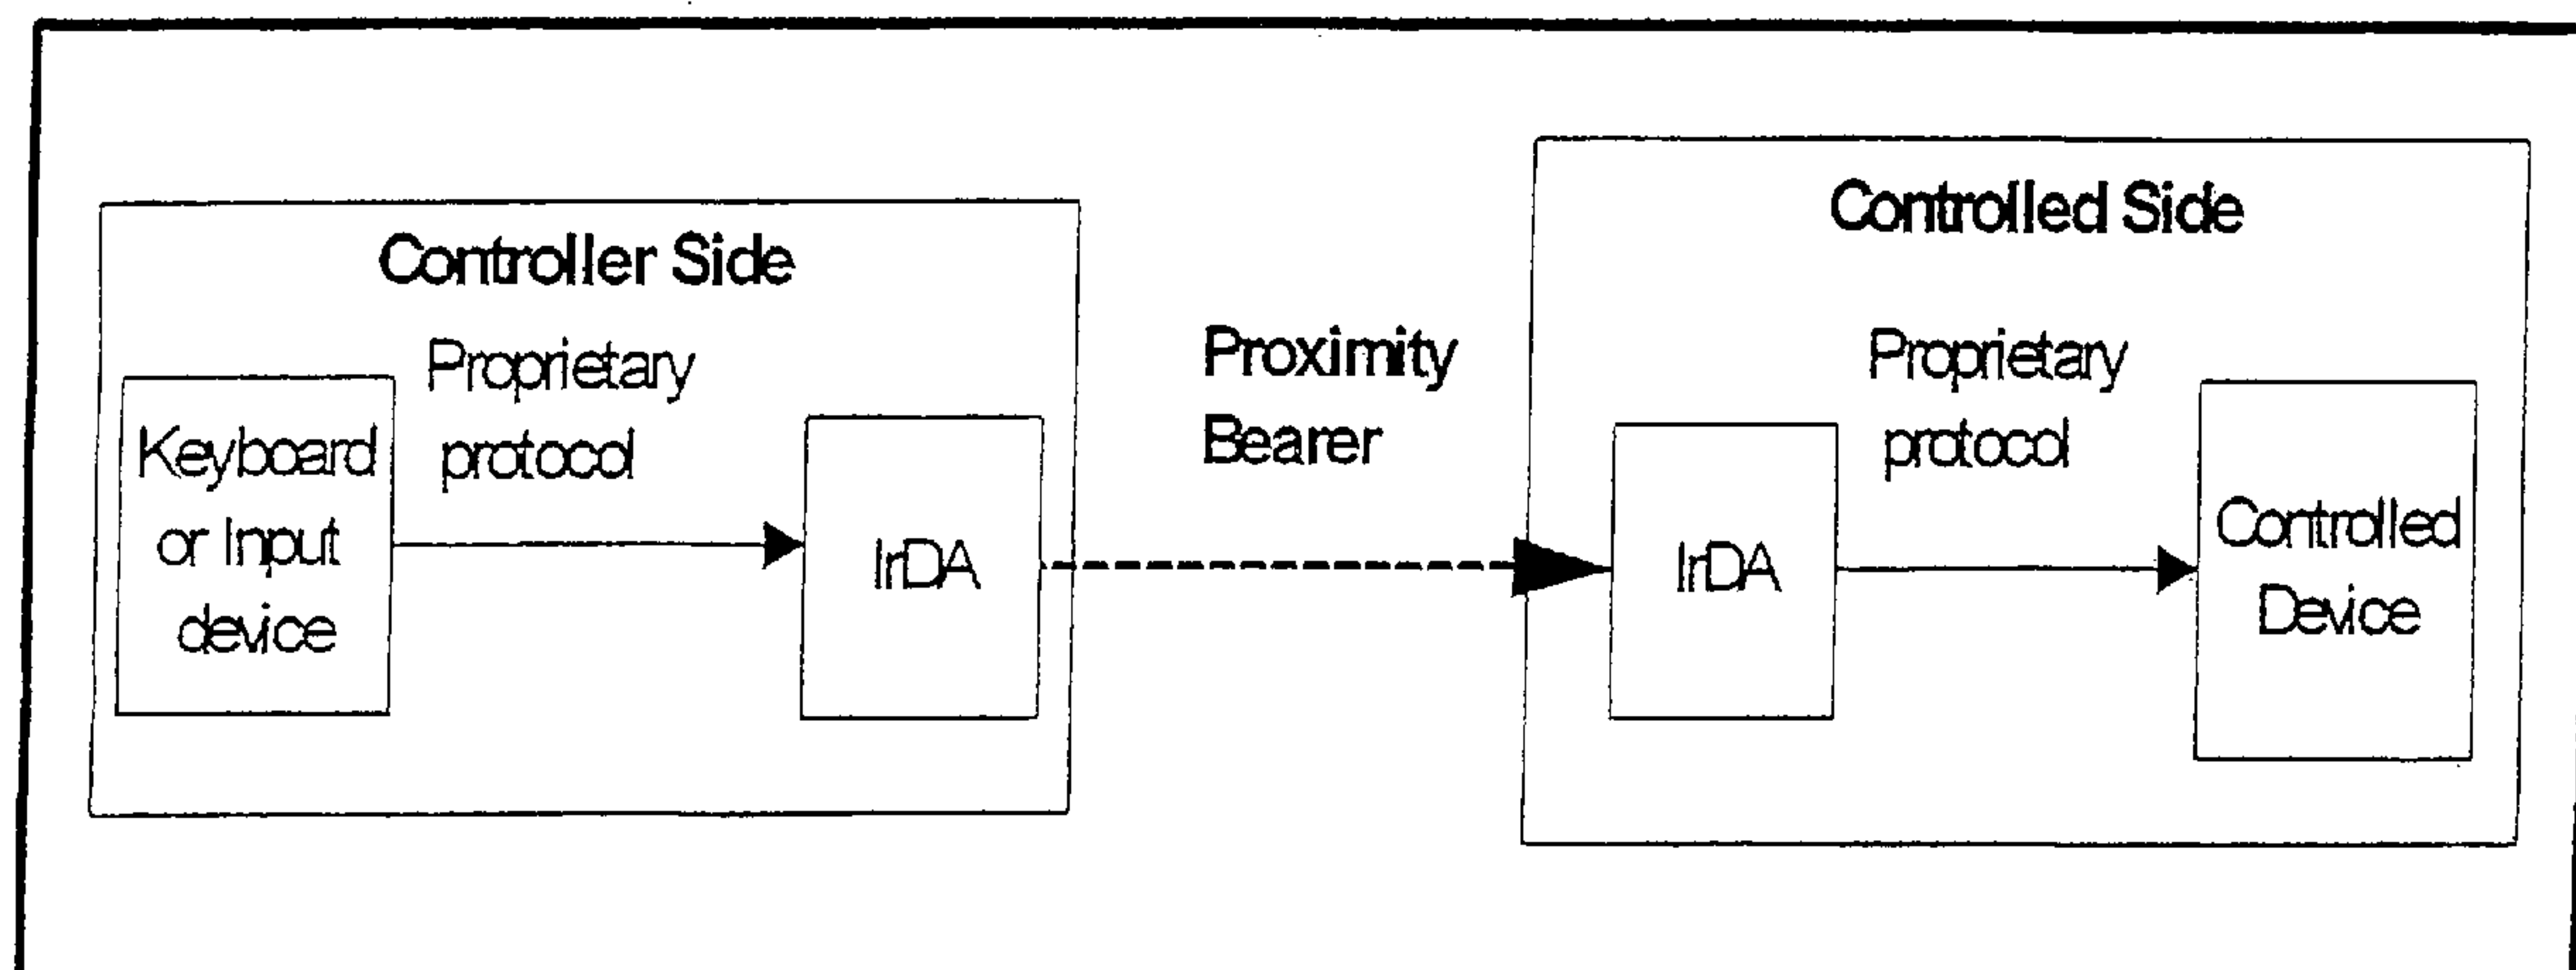 Controller Side
Proprietary
protocol
Keyboard
or Input
device
IrDA
Proximity
Bearer
Controlled Side
Proprietary
protocol
IrDA
Controlled
Device